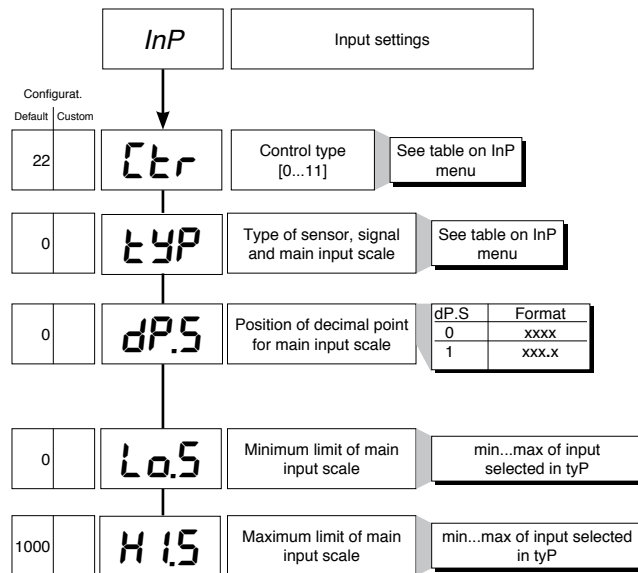 InP
Input settings
Configurat.
Default Custom
22
Ctr
Control type
[0...11]
See table on InP
menu
0
tYP
Type of sensor, signal
and main input scale
See table on InP
menu
0
dP.S
Position of decimal point
for main input scale
dP.S Format
0 xxxx
1 xxx.x
0
Lo.S
Minimum limit of main
input scale
min...max of input
selected in tyP
1000
HI.S
Maximum limit of main
input scale
min...max of input selected
in tyP